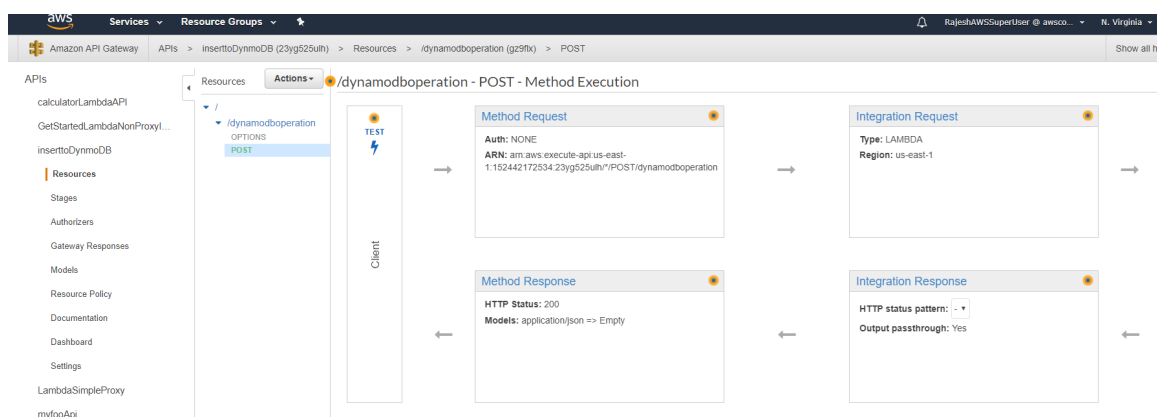 aws Services Resource Groups RajeshAWSSuperUser @ awsco... N. Virginia
Amazon API Gateway APIs > inserttoDynmoDB (23yg525ulh) > Resources > /dynamodboperation (gz9flx) > POST Show all h
APIs
calculatorLambdaAPI
GetStartedLambdaNonProxyI...
inserttoDynmoDB
Resources
Stages
Authorizers
Gateway Responses
Models
Resource Policy
Documentation
Dashboard
Settings
LambdaSimpleProxy
myfooApi
Resources Actions
/
/dynamodboperation
OPTIONS
POST
/dynamodboperation - POST - Method Execution
TEST
Client
Method Request
Auth: NONE
ARN: arn:aws:execute-api:us-east-
1:152442172534:23yg525ulh/*/POST/dynamodboperation
Integration Request
Type: LAMBDA
Region: us-east-1
Method Response
HTTP Status: 200
Models: application/json => Empty
Integration Response
HTTP status pattern: -
Output passthrough: Yes